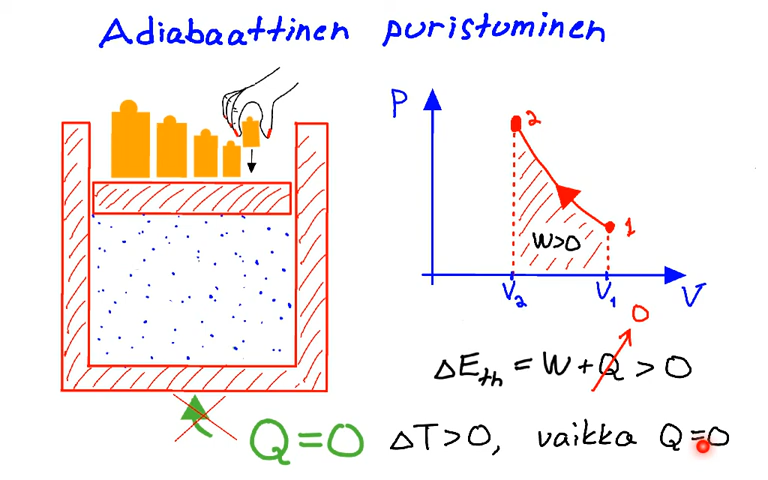 Adiabaattinen puristuminen
P
2
1
W>0
V₂
V₁
V
0
ΔE_th = W + Q > 0
Q=0
ΔT>0, vaikka Q=0